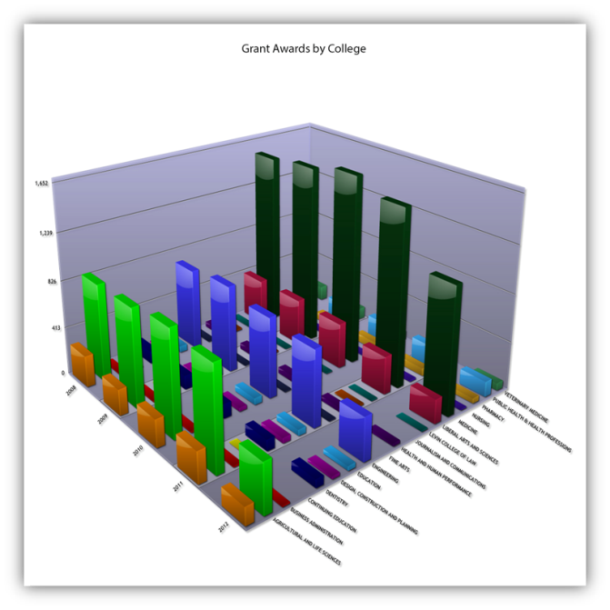 Grant Awards by College
1,652
1,239
826
413
0
2008
2009
2010
2011
2012
VETERINARY MEDICINE
PUBLIC HEALTH & HEALTH PROFESSIONS
PHARMACY
NURSING
MEDICINE
LIBERAL ARTS AND SCIENCES
LEVIN COLLEGE OF LAW
JOURNALISM AND COMMUNICATIONS
HEALTH AND HUMAN PERFORMANCE
FINE ARTS
ENGINEERING
EDUCATION
DESIGN, CONSTRUCTION AND PLANNING
DENTISTRY
CONTINUING EDUCATION
BUSINESS ADMINISTRATION
AGRICULTURAL AND LIFE SCIENCES